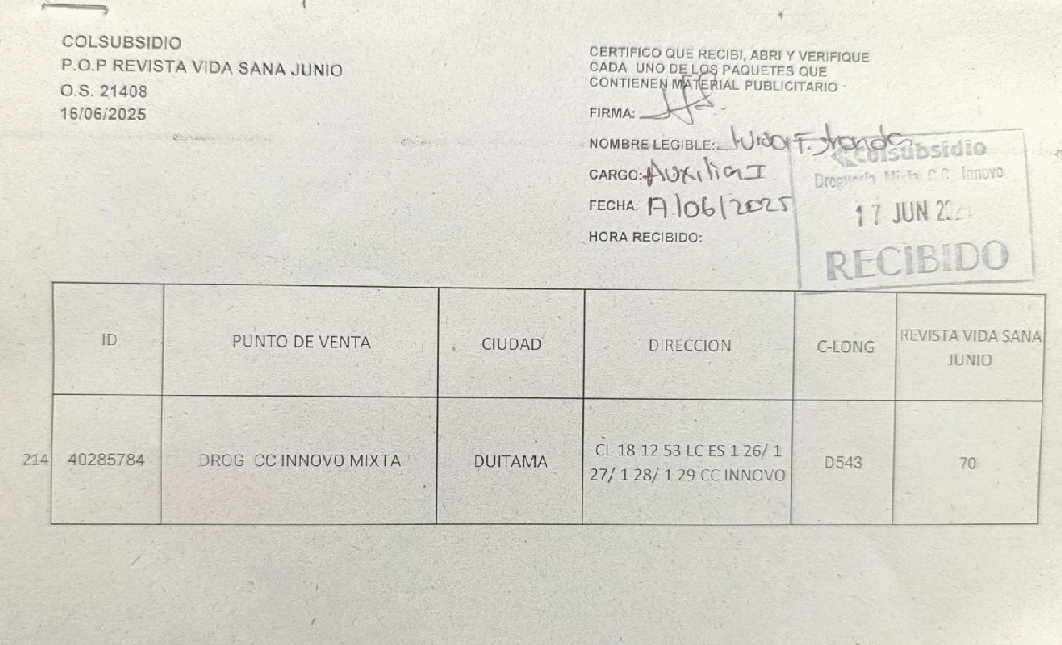 COLSUBSIDIO
P.O.P REVISTA VIDA SANA JUNIO
O.S. 21408
16/06/2025
CERTIFICO QUE RECIBI, ABRI Y VERIFIQUE
CADA UNO DE LOS PAQUETES QUE
CONTIENEN MATERIAL PUBLICITARIO
FIRMA:
NOMBRE LEGIBLE:
CARGO: Auxiliar I
FECHA: 17/06/2025
HORA RECIBIDO:
Colsubsidio
Droguería Mixta C.C. Innovo
17 JUN
RECIBIDO
ID
PUNTO DE VENTA
CIUDAD
DIRECCION
C-LONG
REVISTA VIDA SANA
JUNIO
214
40285784
DROG CC INNOVO MIXTA
DUITAMA
CL 18 12 53 LC ES 1 26/ 1
27/ 1 28/ 1 29 CC INNOVO
D543
70